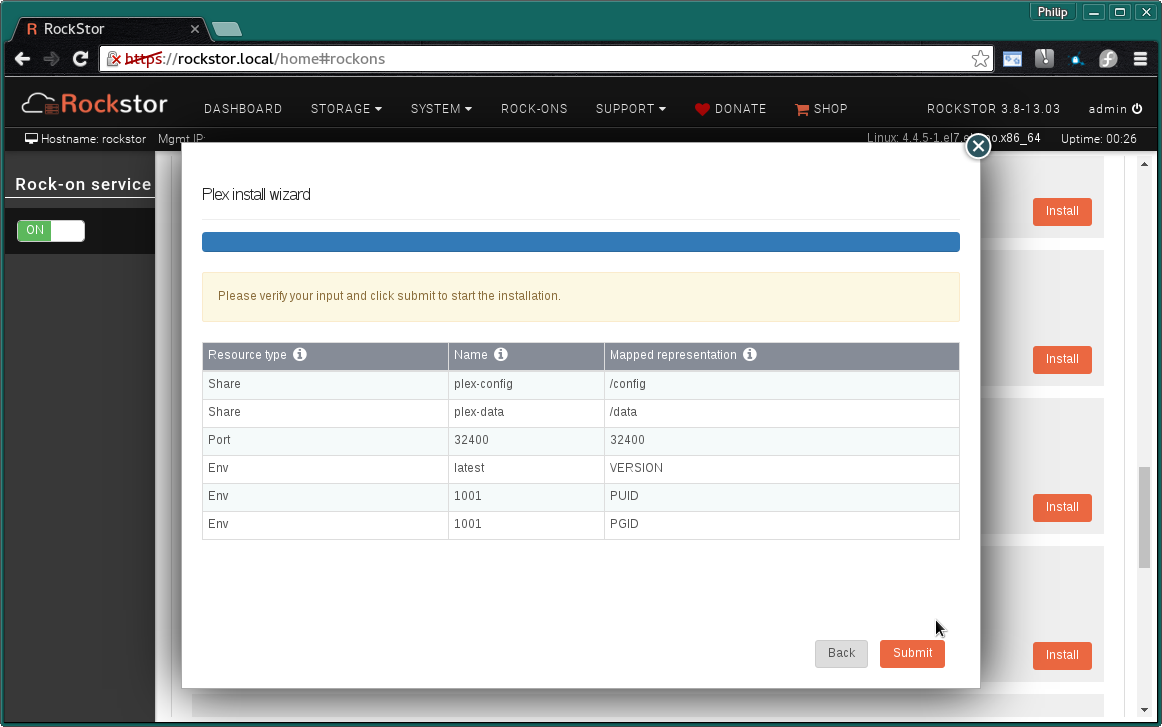 Philip
RockStor
https://rockstor.local/home#rockons
Rockstor
DASHBOARD STORAGE SYSTEM ROCK-ONS SUPPORT DONATE SHOP ROCKSTOR 3.8-13.03 admin
Hostname: rockstor Mgmt IP: Linux: 4.4.5-1.el7. Uptime: 00:26
x86_64
Rock-on service
ON
Plex install wizard
Please verify your input and click submit to start the installation.
Resource type Name Mapped representation
Share plex-config /config
Share plex-data /data
Port 32400 32400
Env latest VERSION
Env 1001 PUID
Env 1001 PGID
Back Submit
Install
Install
Install
Install